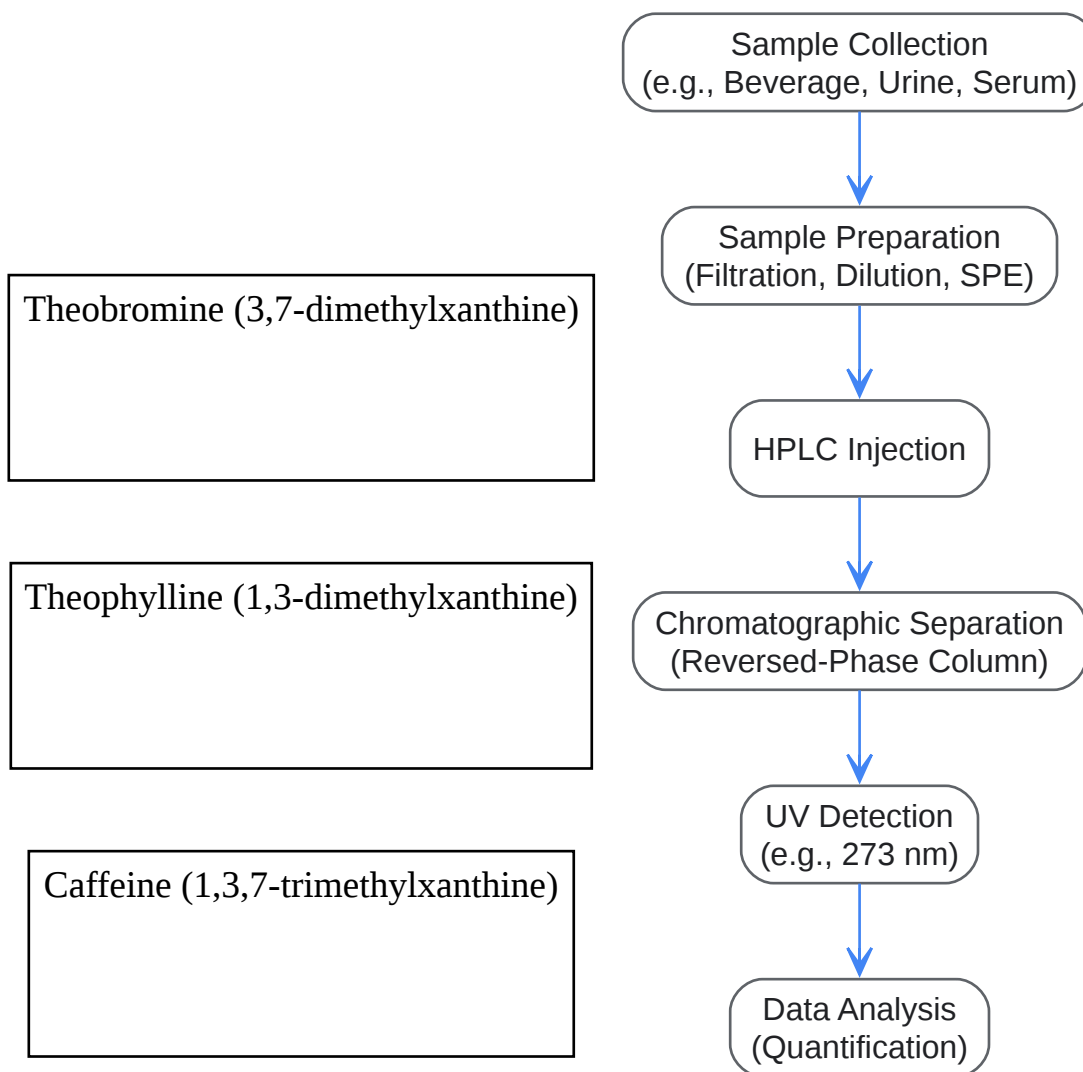 Sample Collection
(e.g., Beverage, Urine, Serum)
Sample Preparation
(Filtration, Dilution, SPE)
Theobromine (3,7-dimethylxanthine)
HPLC Injection
Theophylline (1,3-dimethylxanthine)
Chromatographic Separation
(Reversed-Phase Column)
UV Detection
(e.g., 273 nm)
Caffeine (1,3,7-trimethylxanthine)
Data Analysis
(Quantification)